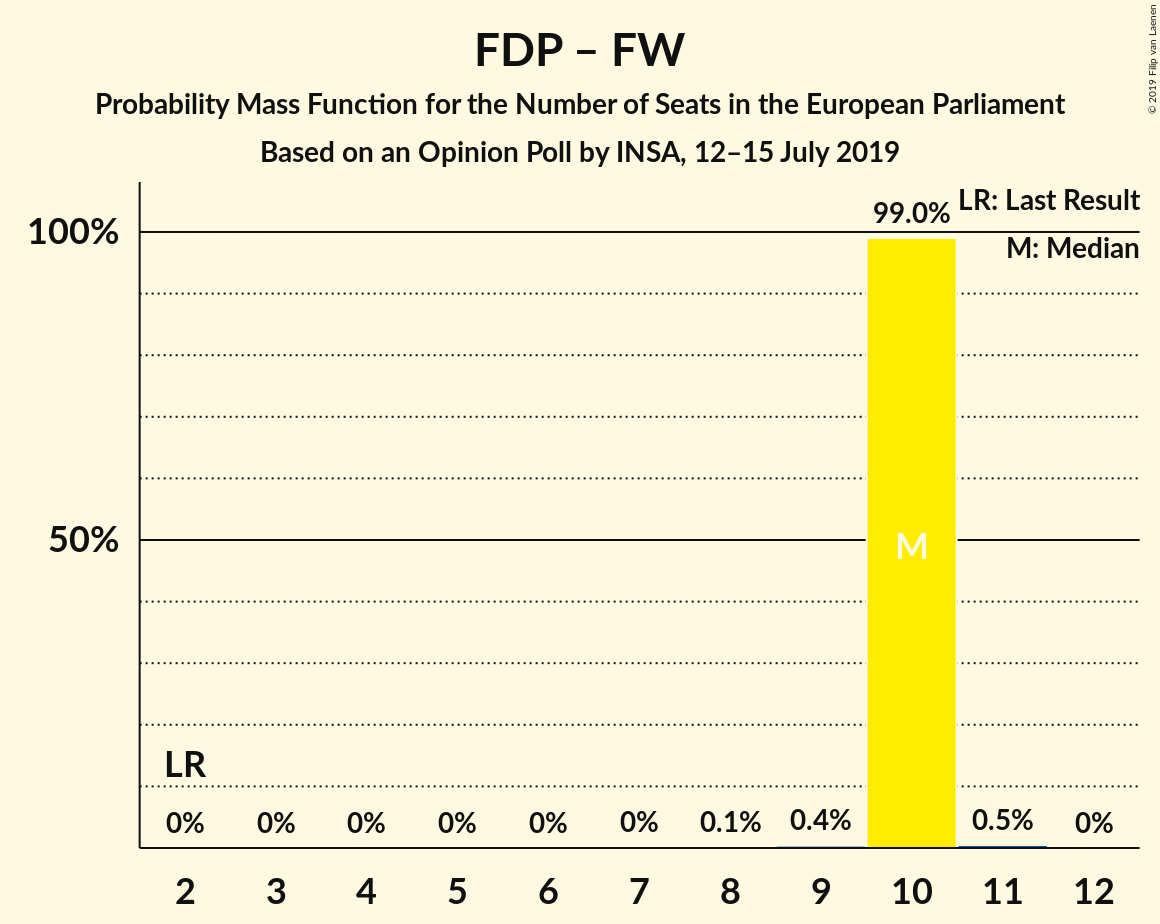 FDP – FW
Probability Mass Function for the Number of Seats in the European Parliament
Based on an Opinion Poll by INSA, 12–15 July 2019
© 2019 Filip van Laenen
LR: Last Result
M: Median
100%
50%
99.0%
M
LR
0% 0% 0% 0% 0% 0% 0.1% 0.4% 0.5% 0%
2 3 4 5 6 7 8 9 10 11 12